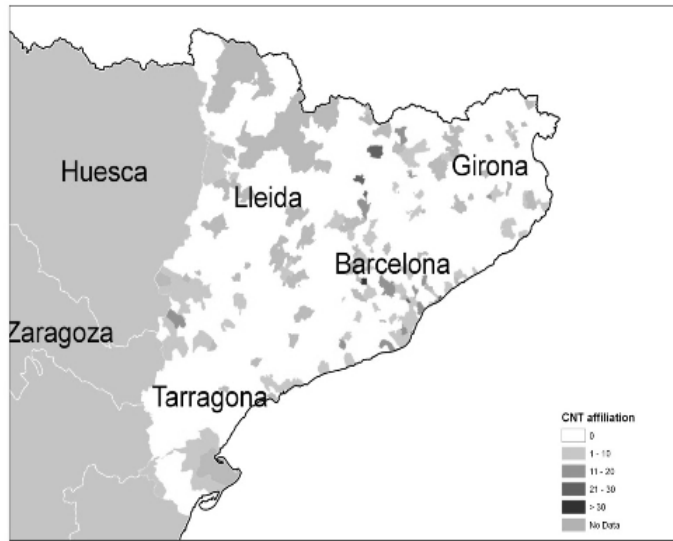 Huesca
Girona
Lleida
Barcelona
Zaragoza
Tarragona
CNT affiliation
0
1 - 10
11 - 20
21 - 30
> 30
No Data